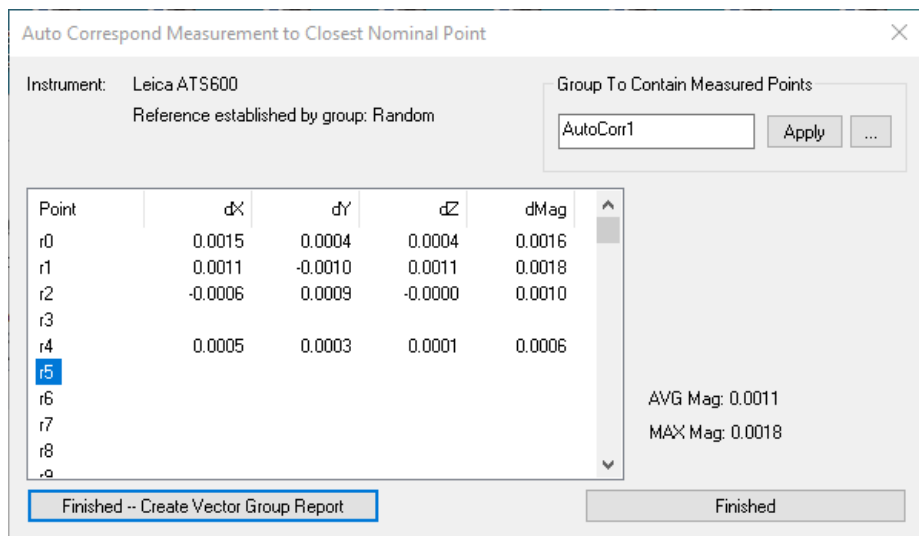 Auto Correspond Measurement to Closest Nominal Point
Instrument: Leica ATS600
Reference established by group: Random
Group To Contain Measured Points
AutoCorr1 Apply ...
Point dX dY dZ dMag
r0 0.0015 0.0004 0.0004 0.0016
r1 0.0011 -0.0010 0.0011 0.0018
r2 -0.0006 0.0009 -0.0000 0.0010
r3
r4 0.0005 0.0003 0.0001 0.0006
r5
r6
r7
r8
r9
AVG Mag: 0.0011
MAX Mag: 0.0018
Finished -- Create Vector Group Report
Finished